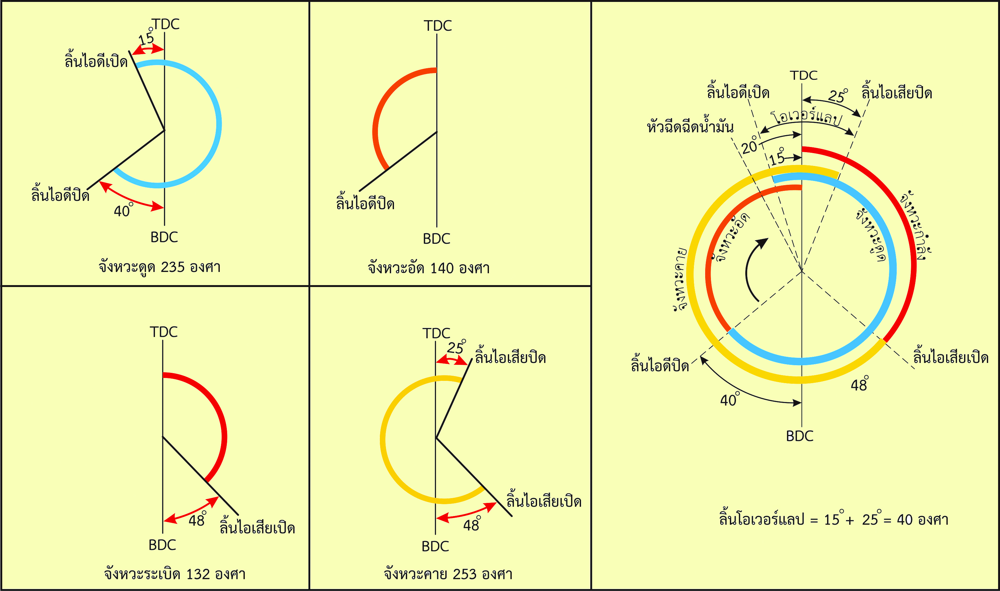 TDC
15°
ลิ้นไอดีเปิด
ลิ้นไอดีปิด
40°
BDC
จังหวะดูด 235 องศา
TDC
ลิ้นไอดีปิด
BDC
จังหวะอัด 140 องศา
TDC
48°
ลิ้นไอเสียเปิด
BDC
จังหวะระเบิด 132 องศา
TDC
25°
ลิ้นไอเสียปิด
ลิ้นไอเสียเปิด
48°
BDC
จังหวะคาย 253 องศา
TDC
ลิ้นไอดีเปิด
25°
ลิ้นไอเสียปิด
โอเวอร์แลป
หัวฉีดฉีดน้ำมัน
20°
15°
จังหวะกำลัง
จังหวะดูด
จังหวะอัด
จังหวะคาย
ลิ้นไอดีปิด
ลิ้นไอเสียเปิด
48°
40°
BDC
ลิ้นโอเวอร์แลป = 15°+ 25°= 40 องศา